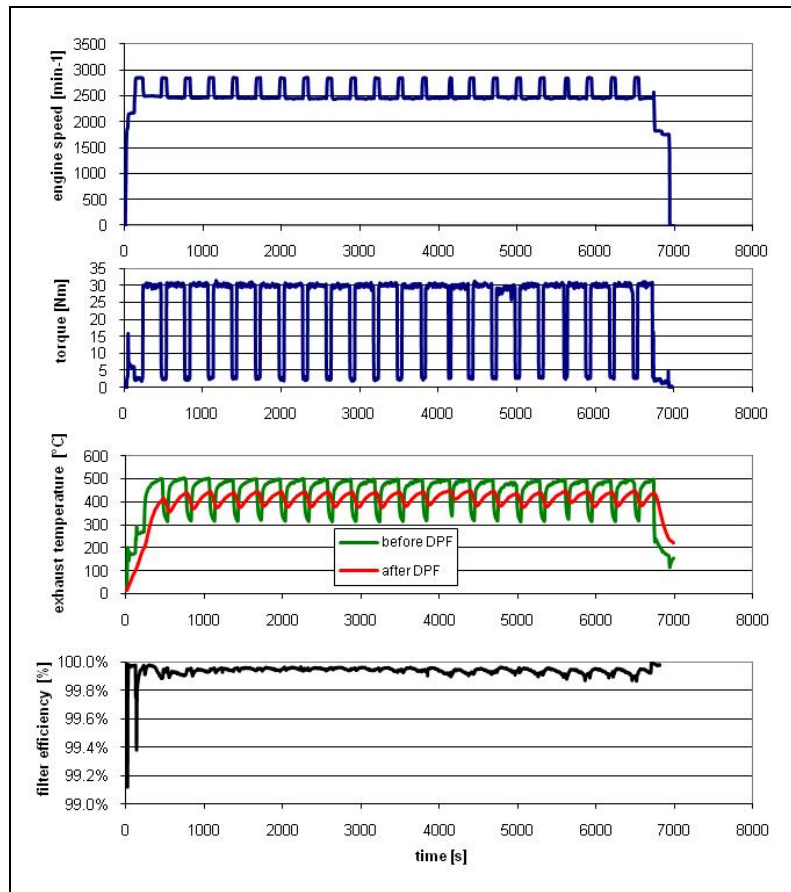 engine speed [min-1]
3500
3000
2500
2000
1500
1000
500
0
0 1000 2000 3000 4000 5000 6000 7000 8000
torque [Nm]
35
30
25
20
15
10
5
0
0 1000 2000 3000 4000 5000 6000 7000 8000
exhaust temperature [°C]
600
500
400
300
200
100
0
before DPF
after DPF
0 1000 2000 3000 4000 5000 6000 7000 8000
filter efficiency [%]
100.0%
99.8%
99.6%
99.4%
99.2%
99.0%
0 1000 2000 3000 4000 5000 6000 7000 8000
time [s]